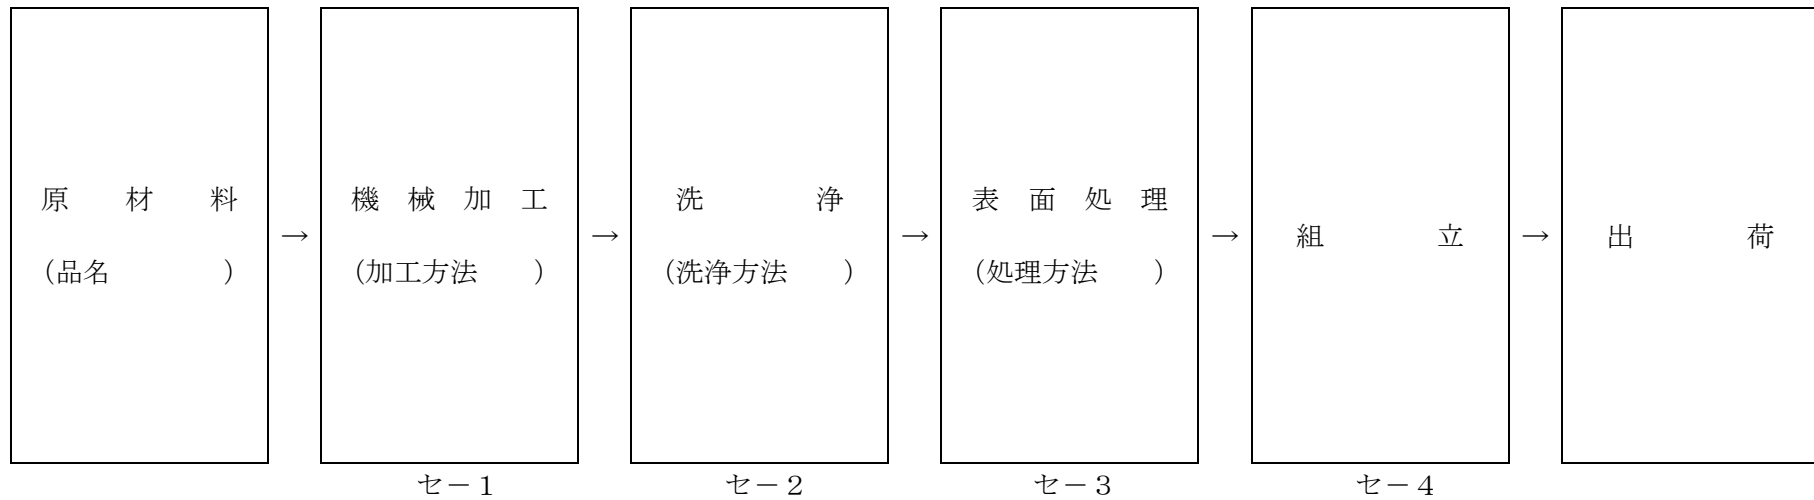 原材料
(品名 )
→
機械加工
(加工方法 )
→
洗浄
(洗浄方法 )
→
表面処理
(処理方法 )
→
組立
→
出荷
セ－１
セ－２
セ－３
セ－４